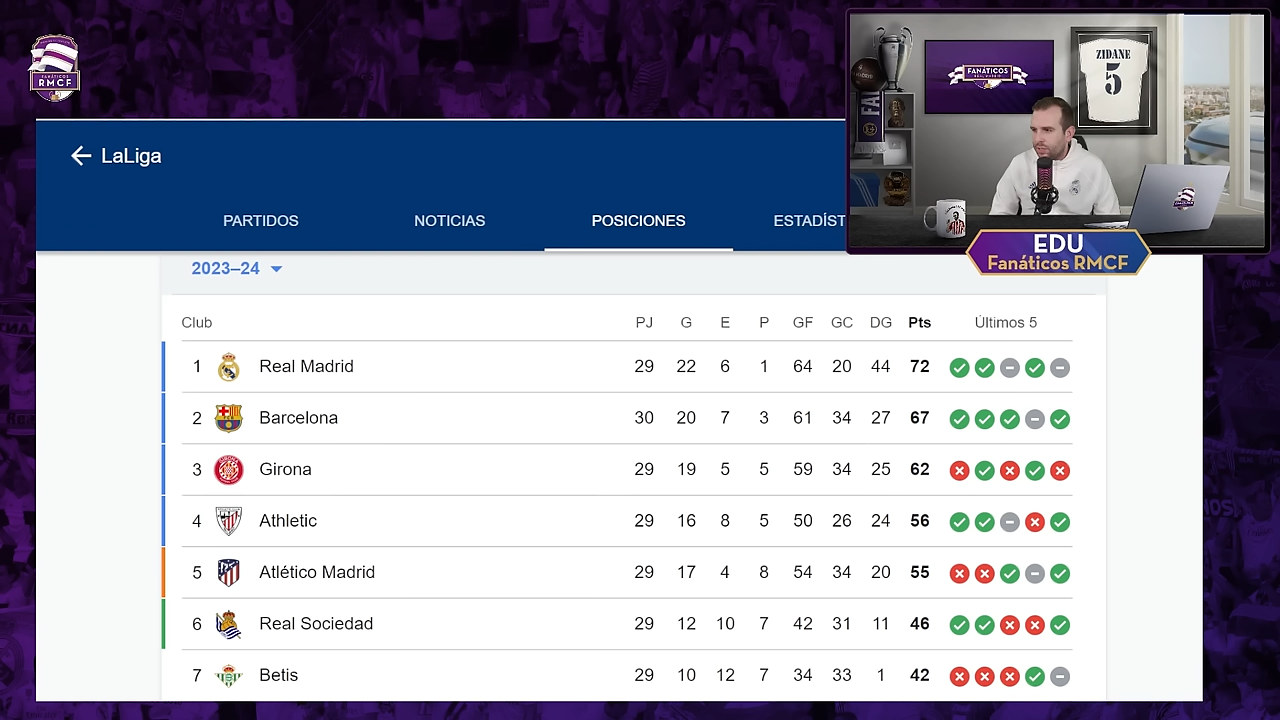 FANÁTICOS
RMCF
LaLiga
PARTIDOS NOTICIAS POSICIONES ESTADÍST
FANÁTICOS
ZIDANE
5
FAN
EDU
Fanáticos RMCF
2023–24
Club PJ G E P GF GC DG Pts Últimos 5
1 Real Madrid 29 22 6 1 64 20 44 72
2 Barcelona 30 20 7 3 61 34 27 67
3 Girona 29 19 5 5 59 34 25 62
4 Athletic 29 16 8 5 50 26 24 56
5 Atlético Madrid 29 17 4 8 54 34 20 55
6 Real Sociedad 29 12 10 7 42 31 11 46
7 Betis 29 10 12 7 34 33 1 42